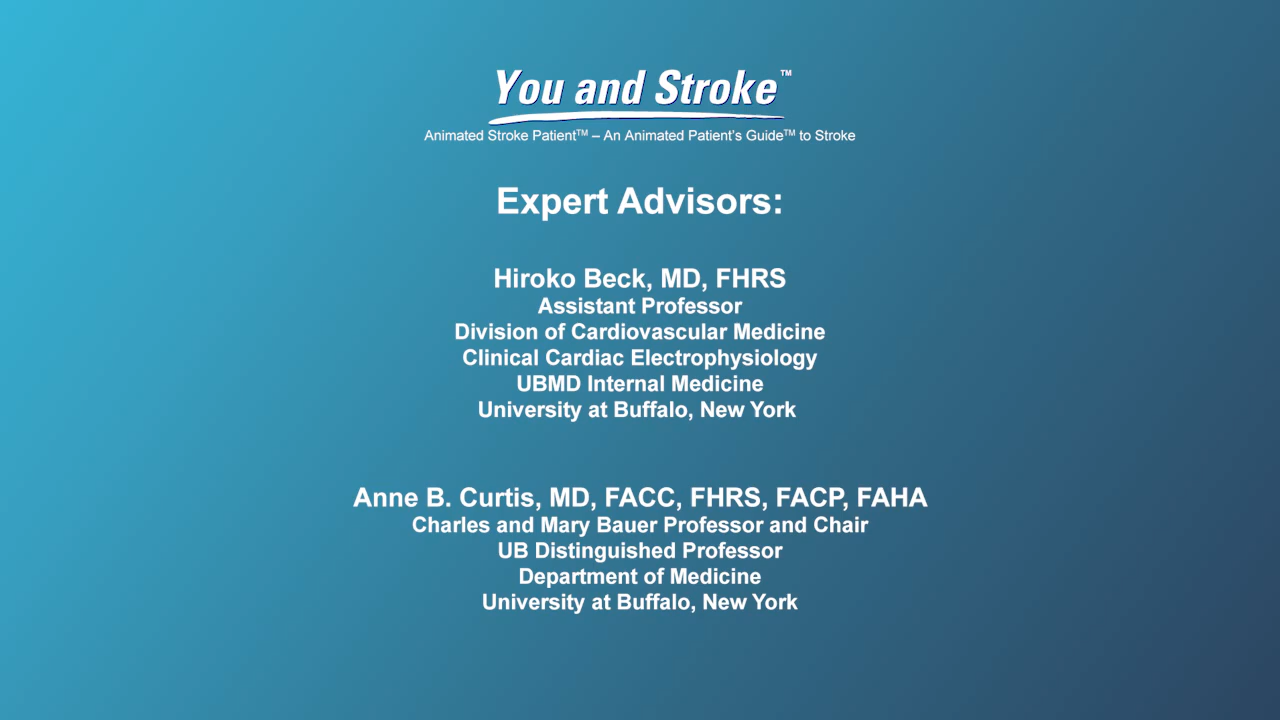 You and Stroke™
Animated Stroke Patient™ – An Animated Patient's Guide™ to Stroke
Expert Advisors:
Hiroko Beck, MD, FHRS
Assistant Professor
Division of Cardiovascular Medicine
Clinical Cardiac Electrophysiology
UBMD Internal Medicine
University at Buffalo, New York
Anne B. Curtis, MD, FACC, FHRS, FACP, FAHA
Charles and Mary Bauer Professor and Chair
UB Distinguished Professor
Department of Medicine
University at Buffalo, New York